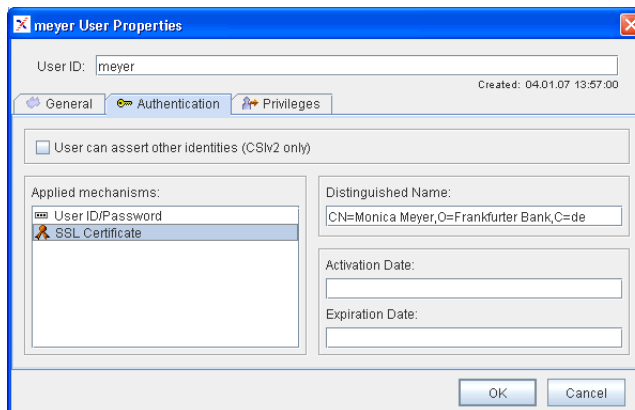 meyer User Properties
User ID: meyer
Created: 04.01.07 13:57:00
General Authentication Privileges
User can assert other identities (CSIv2 only)
Applied mechanisms:
User ID/Password
SSL Certificate
Distinguished Name:
CN=Monica Meyer,O=Frankfurter Bank,C=de
Activation Date:
Expiration Date:
OK Cancel